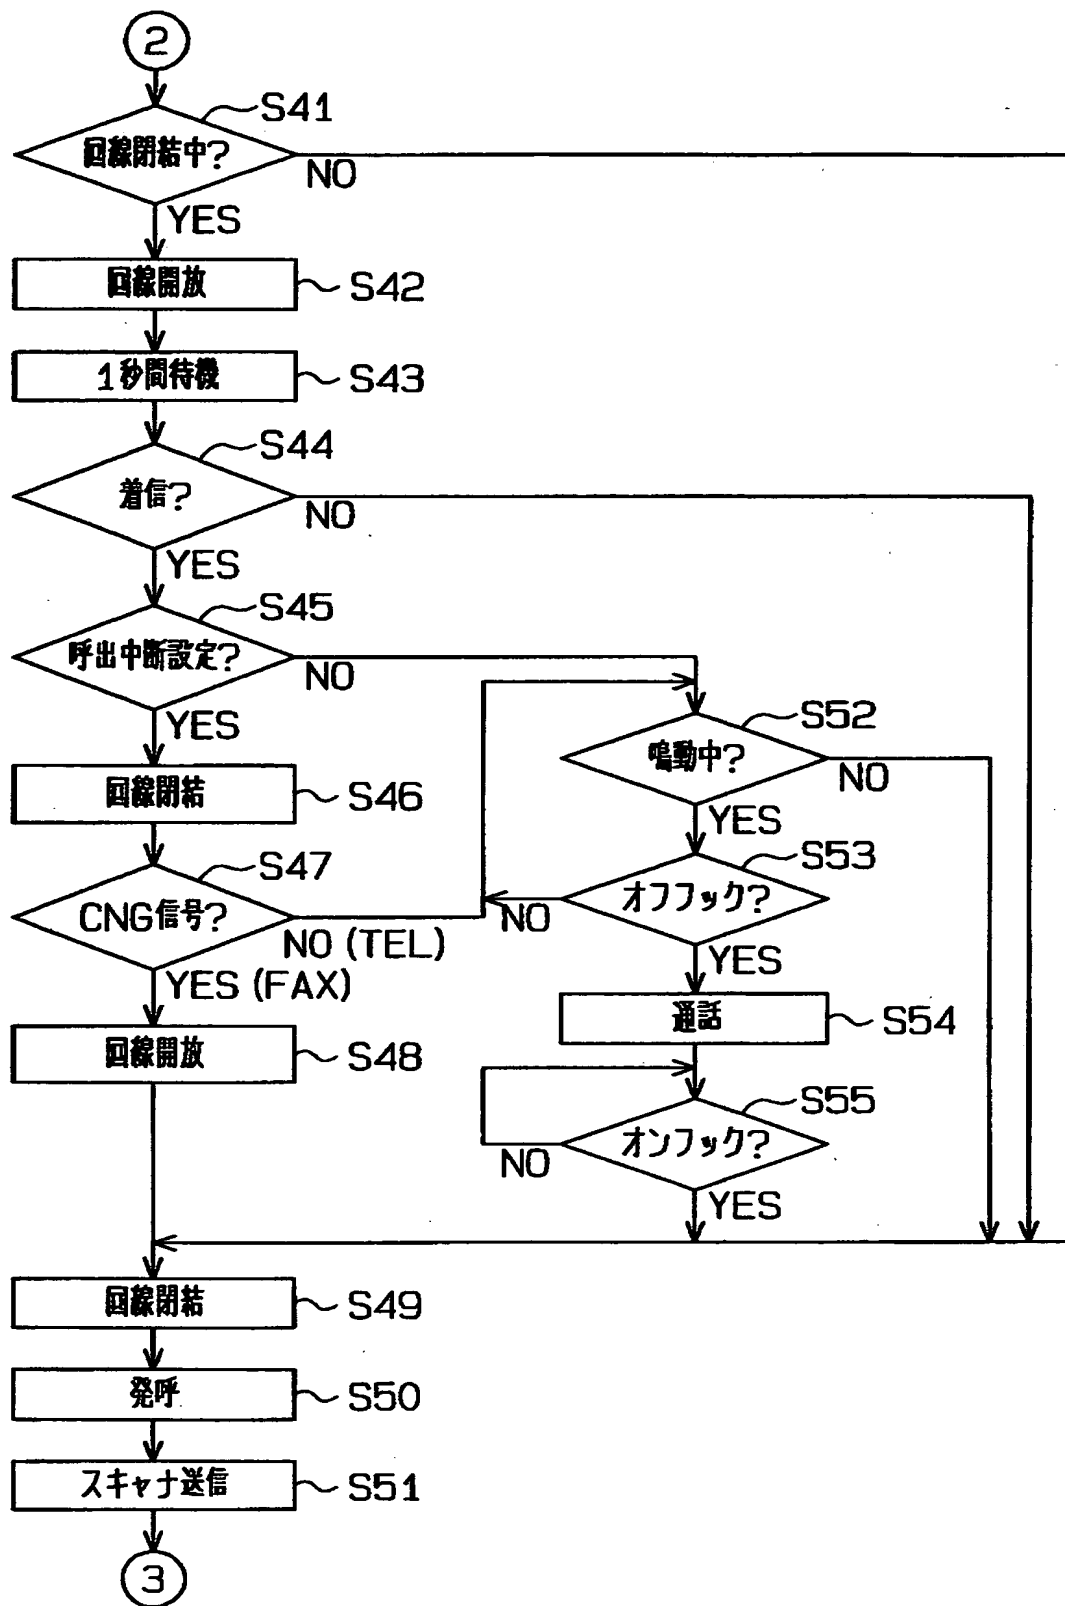 2
S41
回線閉結中?
NO
YES
回線開放
S42
1秒間待機
S43
S44
着信?
NO
YES
S45
呼出中断設定?
NO
YES
S52
鳴動中?
NO
YES
回線閉結
S46
S47
CNG信号?
NO (TEL)
YES (FAX)
S53
オフフック?
NO
YES
通話
S54
回線開放
S48
S55
オンフック?
NO
YES
回線閉結
S49
発呼
S50
スキャナ送信
S51
3